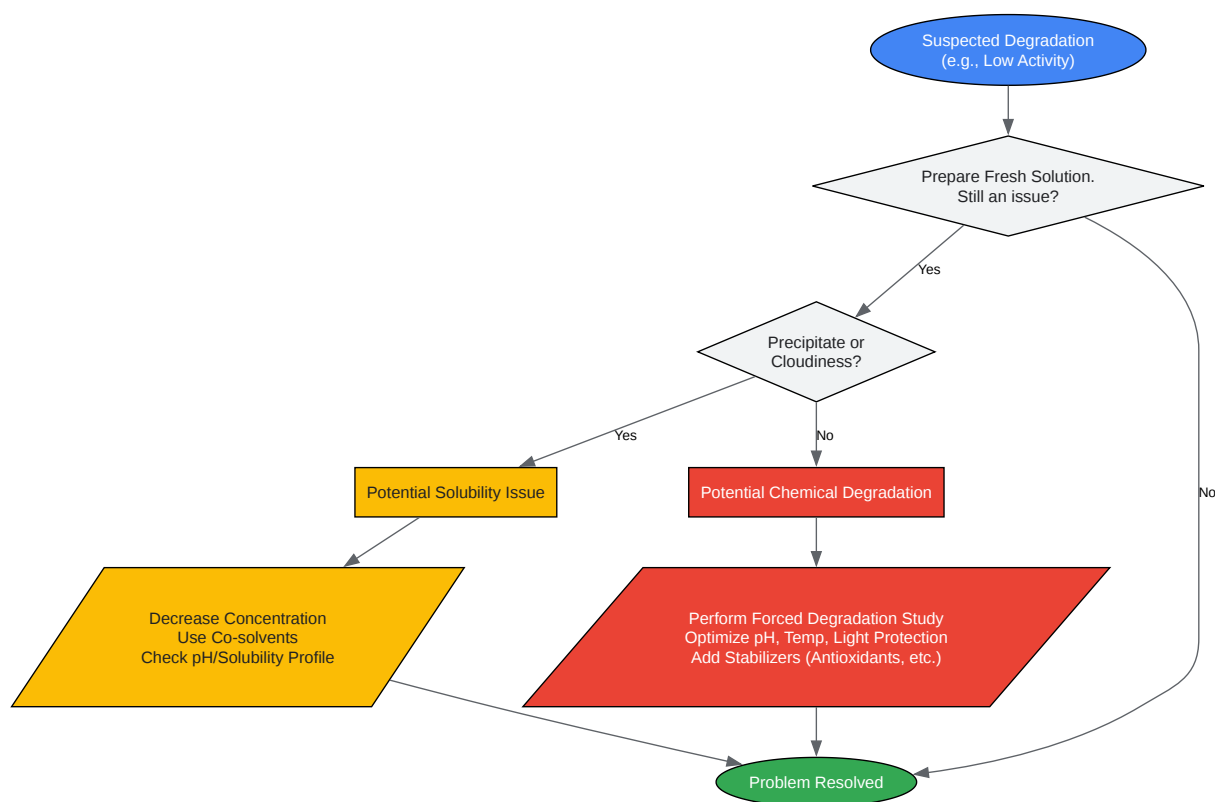 Suspected Degradation
(e.g., Low Activity)
Prepare Fresh Solution.
Still an issue?
Yes
Precipitate or
Cloudiness?
Yes
No
Potential Solubility Issue
Potential Chemical Degradation
No
Decrease Concentration
Use Co-solvents
Check pH/Solubility Profile
Perform Forced Degradation Study
Optimize pH, Temp, Light Protection
Add Stabilizers (Antioxidants, etc.)
Problem Resolved